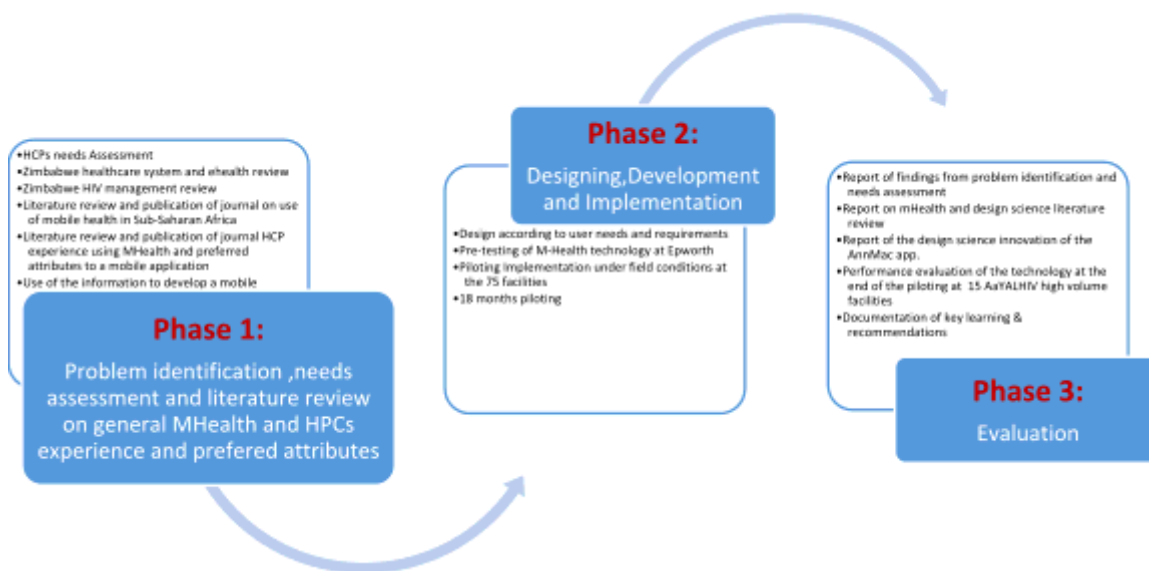 •HCPs needs Assessment
•Zimbabwe healthcare system and ehealth review
•Zimbabwe HIV management review
•Literature review and publication of journal on use
of mobile health in Sub-Saharan Africa
•Literature review and publication of journal HCP
experience using MHealth and preferred
attributes to a mobile application
•Use of the information to develop a mobile
Phase 1:
Problem identification ,needs
assessment and literature review
on general MHealth and HPCs
experience and prefered attributes
Phase 2:
Designing,Development
and Implementation
•Design according to user needs and requirements
•Pre-testing of M-Health technology at Epworth
•Piloting Implementation under field conditions at
the 75 facilities
•18 months piloting
•Report of findings from problem identification and
needs assessment
•Report on mHealth and design science literature
review
•Report of the design science innovation of the
AnnMac app.
•Performance evaluation of the technology at the
end of the piloting at 15 AaYALHIV high volume
facilities
•Documentation of key learning &
recommendations
Phase 3:
Evaluation